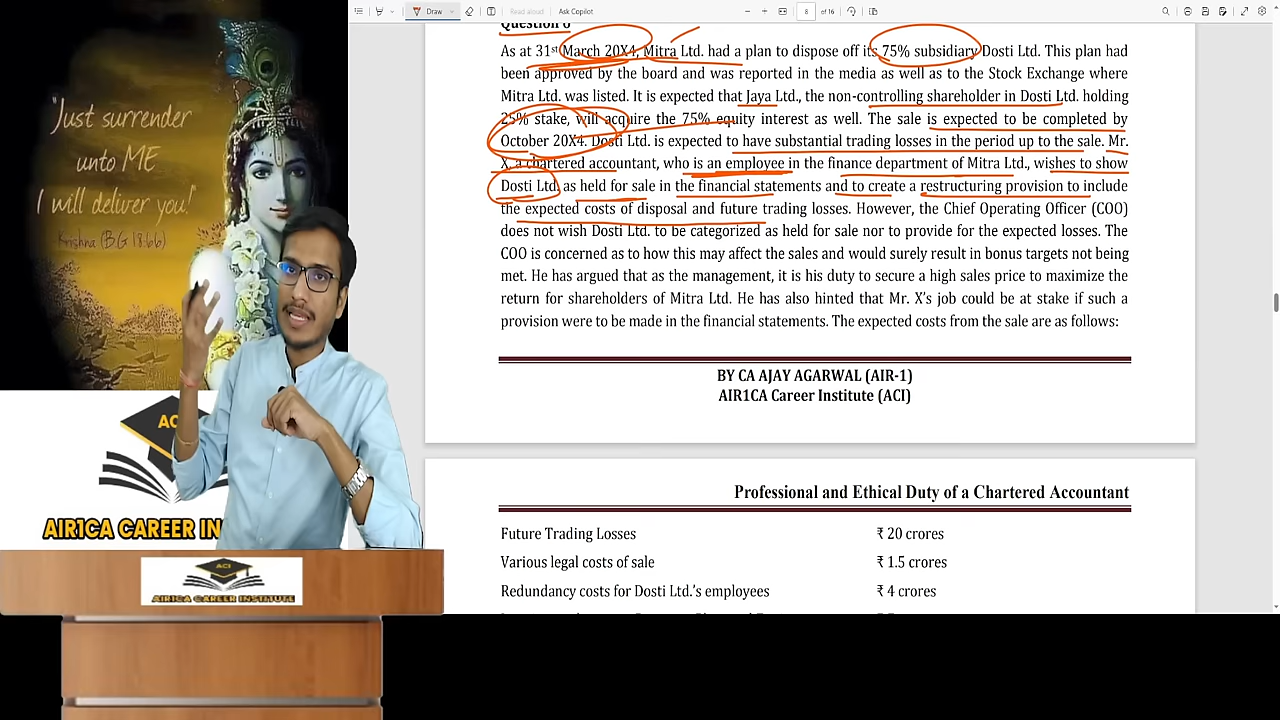 Draw
Read aloud
Ask Copilot
8
of 16
Question 6
As at 31st March 20X4, Mitra Ltd. had a plan to dispose off its 75% subsidiary Dosti Ltd. This plan had
been approved by the board and was reported in the media as well as to the Stock Exchange where
Mitra Ltd. was listed. It is expected that Jaya Ltd., the non-controlling shareholder in Dosti Ltd. holding
25% stake, will acquire the 75% equity interest as well. The sale is expected to be completed by
October 20X4. Dosti Ltd. is expected to have substantial trading losses in the period up to the sale. Mr.
X, a chartered accountant, who is an employee in the finance department of Mitra Ltd., wishes to show
Dosti Ltd. as held for sale in the financial statements and to create a restructuring provision to include
the expected costs of disposal and future trading losses. However, the Chief Operating Officer (COO)
does not wish Dosti Ltd. to be categorized as held for sale nor to provide for the expected losses. The
COO is concerned as to how this may affect the sales and would surely result in bonus targets not being
met. He has argued that as the management, it is his duty to secure a high sales price to maximize the
return for shareholders of Mitra Ltd. He has also hinted that Mr. X's job could be at stake if such a
provision were to be made in the financial statements. The expected costs from the sale are as follows:
BY CA AJAY AGARWAL (AIR-1)
AIR1CA Career Institute (ACI)
Professional and Ethical Duty of a Chartered Accountant
Future Trading Losses ₹ 20 crores
Various legal costs of sale ₹ 1.5 crores
Redundancy costs for Dosti Ltd.'s employees ₹ 4 crores
"Just surrender
unto ME
I will deliver you!"
Krishna (B.G 18:66)
AIR1CA CAREER IN
ACI
AIR1CA CAREER INSTITUTE